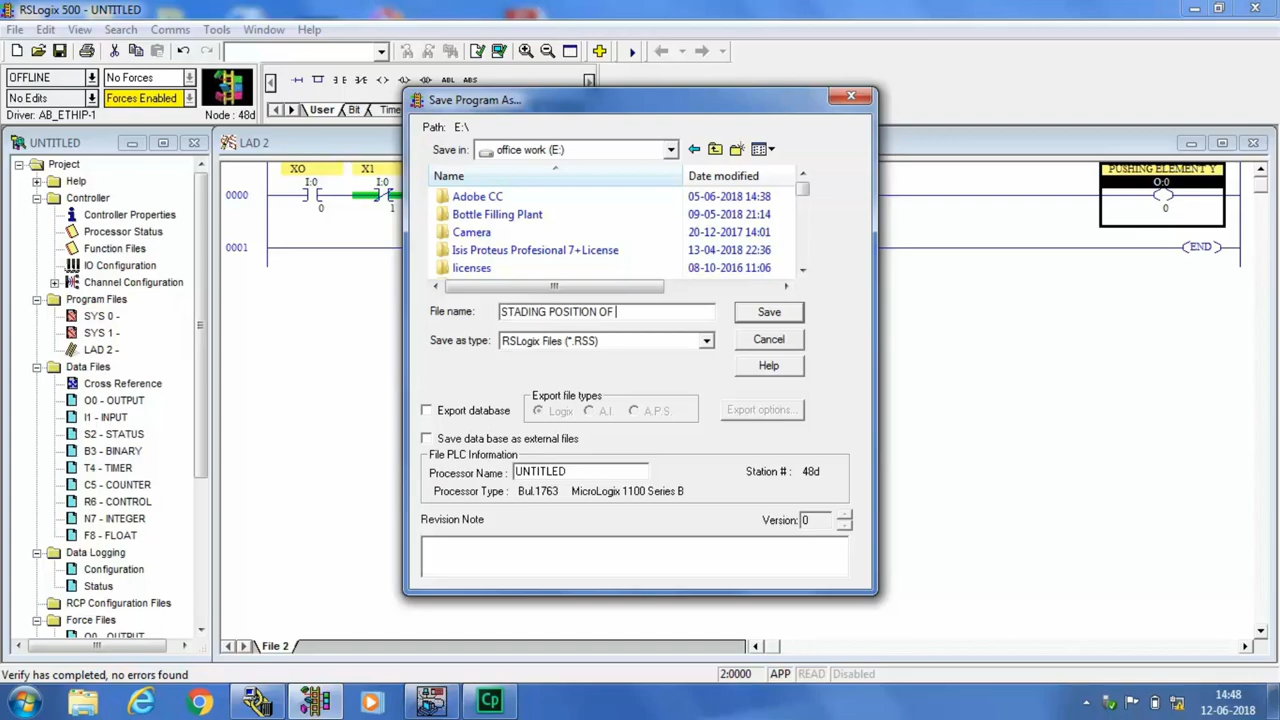 RSLogix 500 - UNTITLED
File Edit View Search Comms Tools Window Help
OFFLINE No Forces
No Edits Forces Enabled
Driver: AB_ETHIP-1 Node : 48d
User Bit Time
UNTITLED
Project
Help
Controller
Controller Properties
Processor Status
Function Files
IO Configuration
Channel Configuration
Program Files
SYS 0 -
SYS 1 -
LAD 2 -
Data Files
Cross Reference
O0 - OUTPUT
I1 - INPUT
S2 - STATUS
B3 - BINARY
T4 - TIMER
C5 - COUNTER
R6 - CONTROL
N7 - INTEGER
F8 - FLOAT
Data Logging
Configuration
Status
RCP Configuration Files
Force Files
O0 - OUTPUT
LAD 2
XO X1
I:0 I:0
0000
0 1
PUSHING ELEMENT Y
O:0
0
0001
END
File 2
Save Program As...
Path: E:\
Save in: office work (E:)
Name Date modified
Adobe CC 05-06-2018 14:38
Bottle Filling Plant 09-05-2018 21:14
Camera 20-12-2017 14:01
Isis Proteus Profesional 7+License 13-04-2018 22:36
licenses 08-10-2016 11:06
File name: STADING POSITION OF
Save
Save as type: RSLogix Files (*.RSS)
Cancel
Help
Export file types
Export database Logix A.I. A.P.S. Export options...
Save data base as external files
File PLC Information
Processor Name : UNTITLED Station # : 48d
Processor Type : Bul.1763 MicroLogix 1100 Series B
Revision Note Version: 0
Verify has completed, no errors found
2:0000 APP READ Disabled
Cp
14:48
12-06-2018